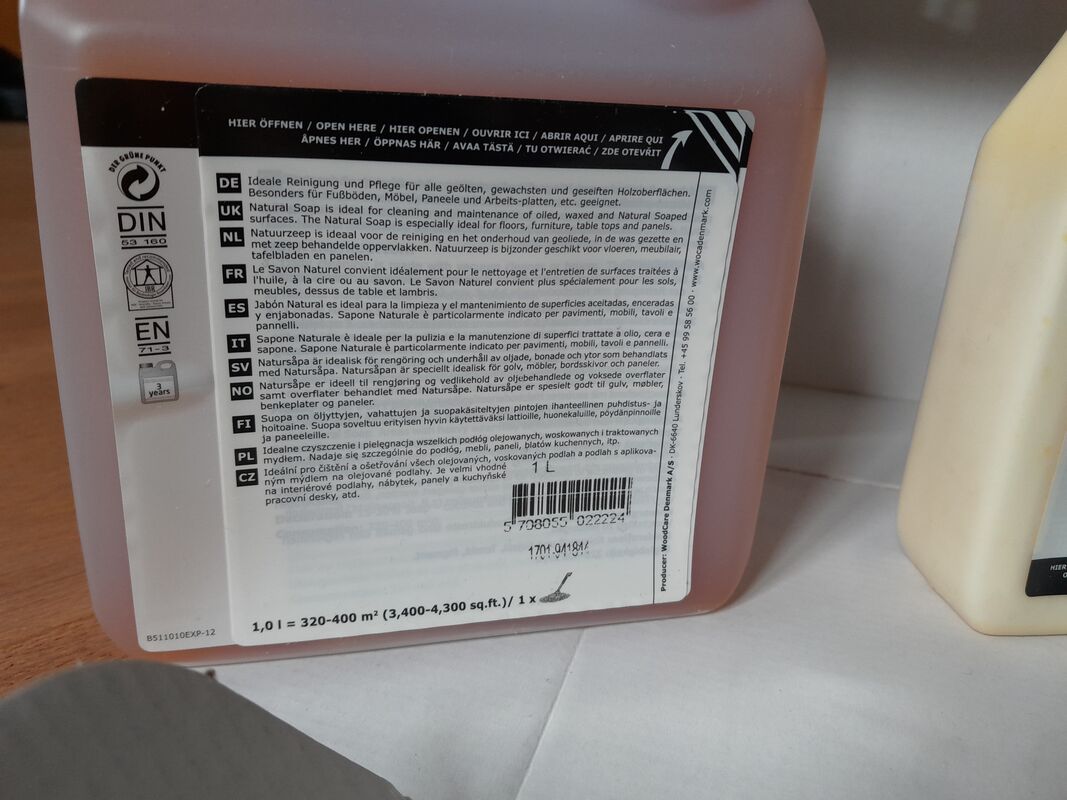 HIER ÖFFNEN / OPEN HERE / HIER OPENEN / OUVRIR ICI / ABRIR AQUI / APRIRE QUI
ÅPNES HER / ÖPPNAS HÄR / AVAA TÄSTÄ / TU OTWIERAĆ / ZDE OTEVŘIT
DER GRÜNE PUNKT
DIN
53 160
EN
71-3
3
years
DE Ideale Reinigung und Pflege für alle geölten, gewachsten und geseiften Holzoberflächen.
Besonders für Fußböden, Möbel, Paneele und Arbeits-platten, etc. geeignet.
UK Natural Soap is ideal for cleaning and maintenance of oiled, waxed and Natural Soaped
surfaces. The Natural Soap is especially ideal for floors, furniture, table tops and panels.
NL Natuurzeep is ideaal voor de reiniging en het onderhoud van geoliede, in de was gezette en
met zeep behandelde oppervlakken. Natuurzeep is bijzonder geschikt voor vloeren, meubilair,
tafelbladen en panelen.
FR Le Savon Naturel convient idéalement pour le nettoyage et l'entretien de surfaces traitées à
l'huile, à la cire ou au savon. Le Savon Naturel convient plus spécialement pour les sols,
meubles, dessus de table et lambris.
ES Jabón Natural es ideal para la limpieza y el mantenimiento de superficies aceitadas, enceradas
y enjabonadas. Sapone Naturale è particolarmente indicato per pavimenti, mobili, tavoli e
pannelli.
IT Sapone Naturale è ideale per la pulizia e la manutenzione di superfici trattate a olio, cera e
sapone. Sapone Naturale è particolarmente indicato per pavimenti, mobili, tavoli e pannelli.
SV Natursåpa är idealisk för rengöring och underhåll av oljade, bonade och ytor som behandlats
med Natursåpa. Natursåpan är speciellt idealisk för golv, möbler, bordsskivor och paneler.
NO Natursåpe er ideell til rengjøring og vedlikehold av oljebehandlede og voksede overflater
samt overflater behandlet med Natursåpe. Natursåpe er spesielt godt til gulv, møbler,
benkeplater og paneler.
FI Suopa on öljyttyjen, vahattujen ja suopakäsiteltyjen pintojen ihanteellinen puhdistus- ja
hoitoaine. Suopa soveltuu erityisen hyvin käytettäväksi lattioille, huonekaluille, pöydänpinnoille
ja paneeleille.
PL Idealne czyszczenie i pielęgnacja wszelkich podłóg olejowanych, woskowanych i traktowanych
mydłem. Nadaje się szczególnie do podłóg, mebli, paneli, blatów kuchennych, itp.
CZ Ideální pro čištění a ošetřování všech olejovaných, voskovaných podlah a podlah s aplikova-
ným mýdlem na olejované podlahy. Je velmi vhodné
na interiérové podlahy, nábytek, panely a kuchyňské
pracovní desky, atd.
1 L
5 708055 022224
1,0 l = 320-400 m² (3,400-4,300 sq.ft.)/ 1 x
B511010EXP-12
Producer: WoodCare Denmark A/S · DK-6640 Lunderskov · Tel. +45 99 58 56 00 · www.wocadenmark.com
HIER